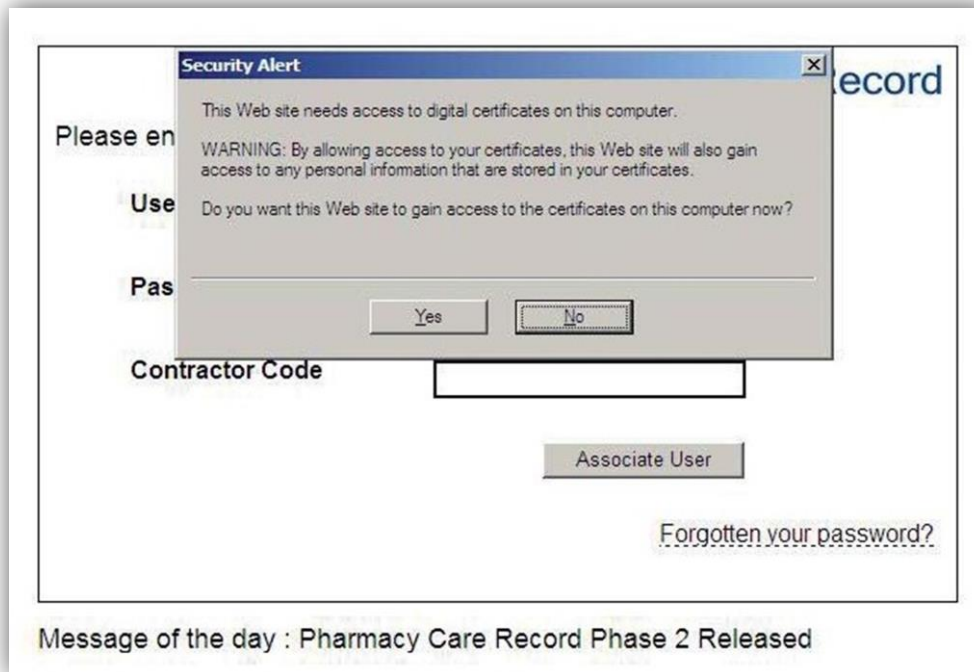 Security Alert
ecord
This Web site needs access to digital certificates on this computer.
Please en
WARNING: By allowing access to your certificates, this Web site will also gain
access to any personal information that are stored in your certificates.
Use
Do you want this Web site to gain access to the certificates on this computer now?
Pas
Yes No
Contractor Code
Associate User
Forgotten your password?
Message of the day : Pharmacy Care Record Phase 2 Released